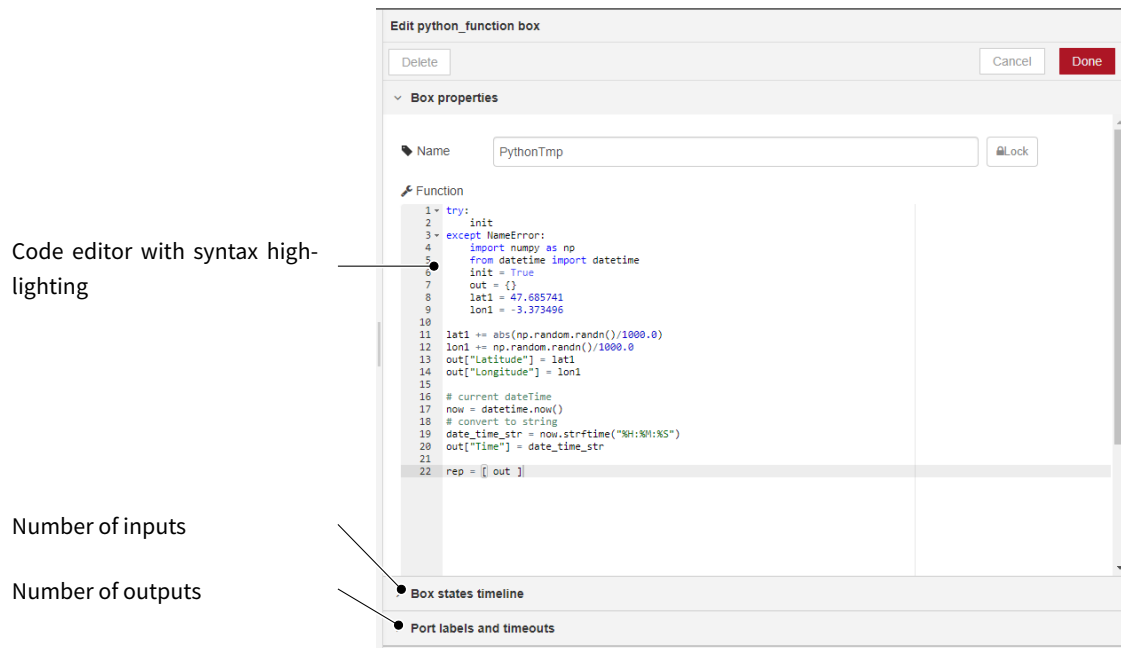 Edit python_function box
Delete
Cancel
Done
Box properties
Name
PythonTmp
Lock
Function
1 try:
2     init
3 except NameError:
4     import numpy as np
5     from datetime import datetime
6     init = True
7     out = {}
8     lat1 = 47.685741
9     lon1 = -3.373496
10
11 lat1 += abs(np.random.randn()/1000.0)
12 lon1 += np.random.randn()/1000.0
13 out["Latitude"] = lat1
14 out["Longitude"] = lon1
15
16 # current dateTime
17 now = datetime.now()
18 # convert to string
19 date_time_str = now.strftime("%H:%M:%S")
20 out["Time"] = date_time_str
21
22 rep = [ out ]
Code editor with syntax high-
lighting
Number of inputs
Box states timeline
Number of outputs
Port labels and timeouts